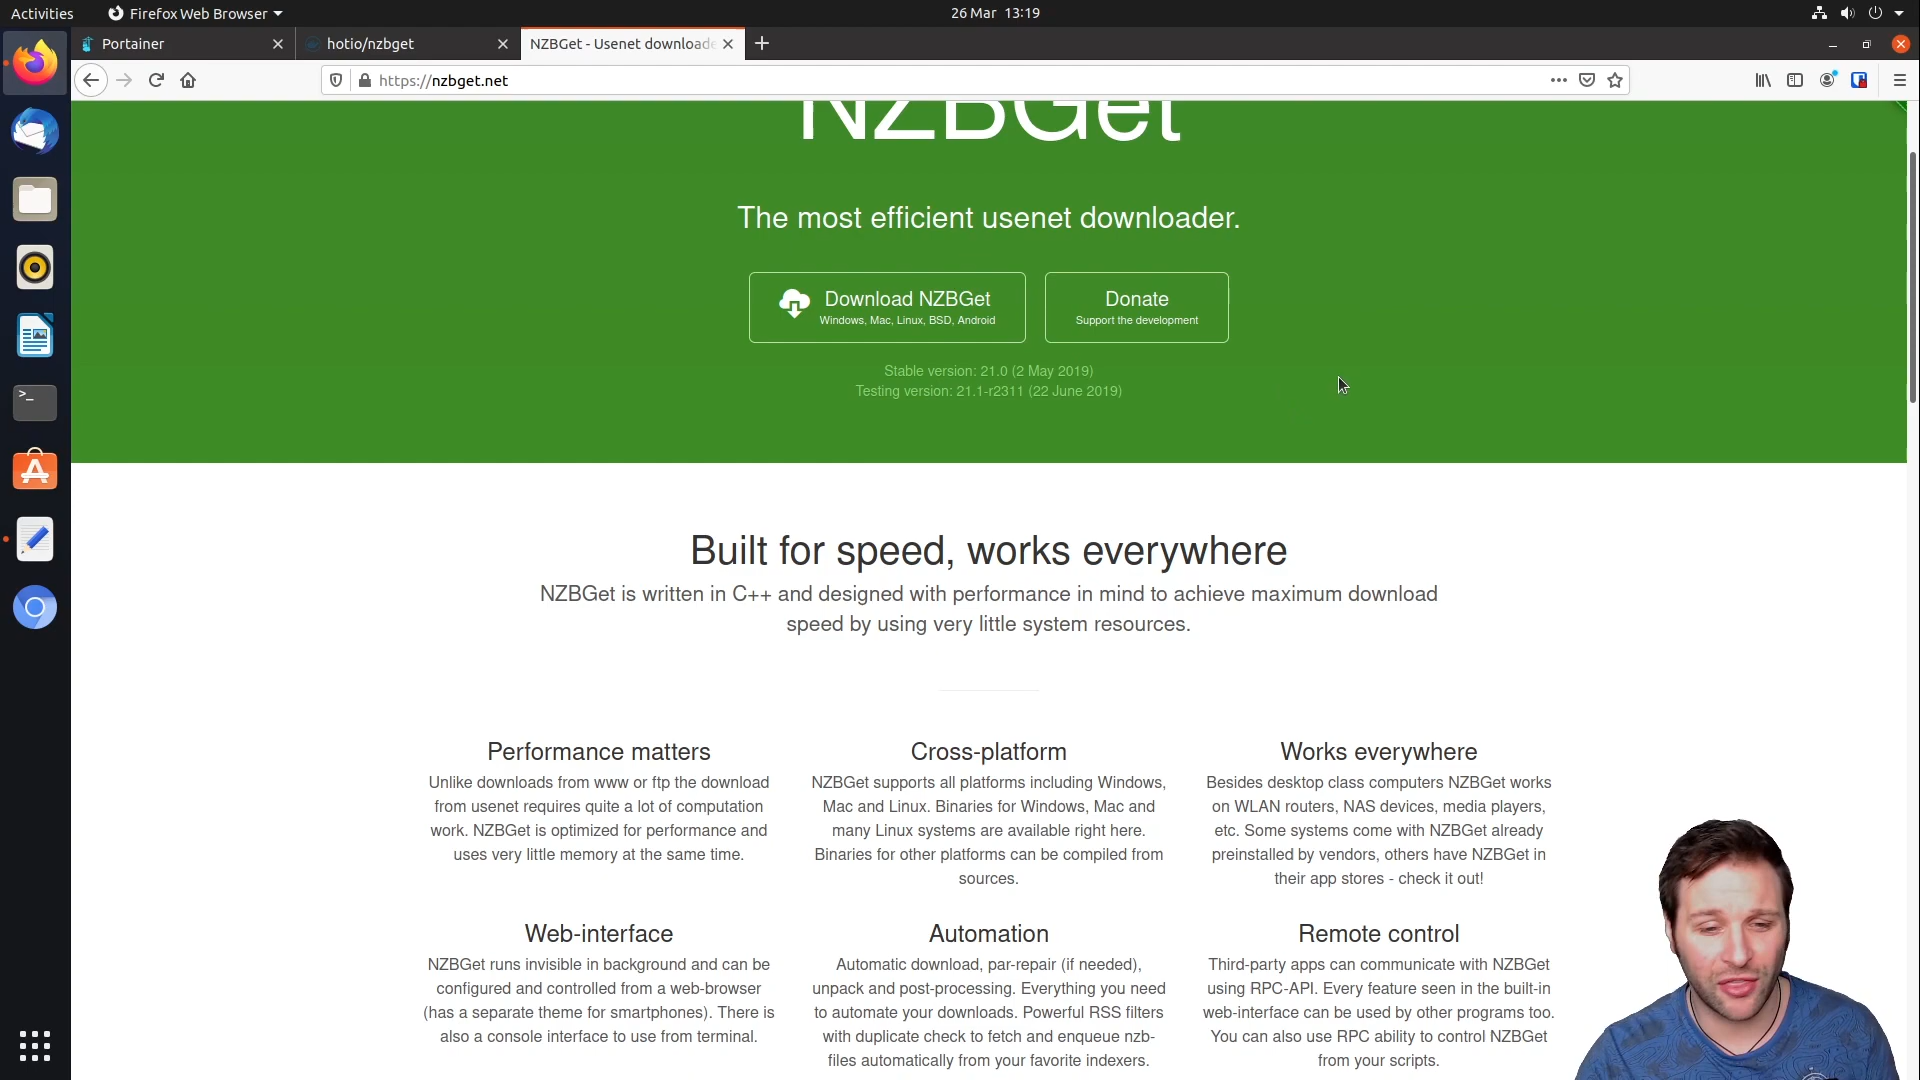 Activities
Firefox Web Browser
26 Mar 13:19
Portainer
hotio/nzbget
NZBGet - Usenet downloade
https://nzbget.net
NZBGet
The most efficient usenet downloader.
Download NZBGet
Windows, Mac, Linux, BSD, Android
Donate
Support the development
Stable version: 21.0 (2 May 2019)
Testing version: 21.1-r2311 (22 June 2019)
Built for speed, works everywhere
NZBGet is written in C++ and designed with performance in mind to achieve maximum download
speed by using very little system resources.
Performance matters
Unlike downloads from www or ftp the download
from usenet requires quite a lot of computation
work. NZBGet is optimized for performance and
uses very little memory at the same time.
Cross-platform
NZBGet supports all platforms including Windows,
Mac and Linux. Binaries for Windows, Mac and
many Linux systems are available right here.
Binaries for other platforms can be compiled from
sources.
Works everywhere
Besides desktop class computers NZBGet works
on WLAN routers, NAS devices, media players,
etc. Some systems come with NZBGet already
preinstalled by vendors, others have NZBGet in
their app stores - check it out!
Web-interface
NZBGet runs invisible in background and can be
configured and controlled from a web-browser
(has a separate theme for smartphones). There is
also a console interface to use from terminal.
Automation
Automatic download, par-repair (if needed),
unpack and post-processing. Everything you need
to automate your downloads. Powerful RSS filters
with duplicate check to fetch and enqueue nzb-
files automatically from your favorite indexers.
Remote control
Third-party apps can communicate with NZBGet
using RPC-API. Every feature seen in the built-in
web-interface can be used by other programs too.
You can also use RPC ability to control NZBGet
from your scripts.